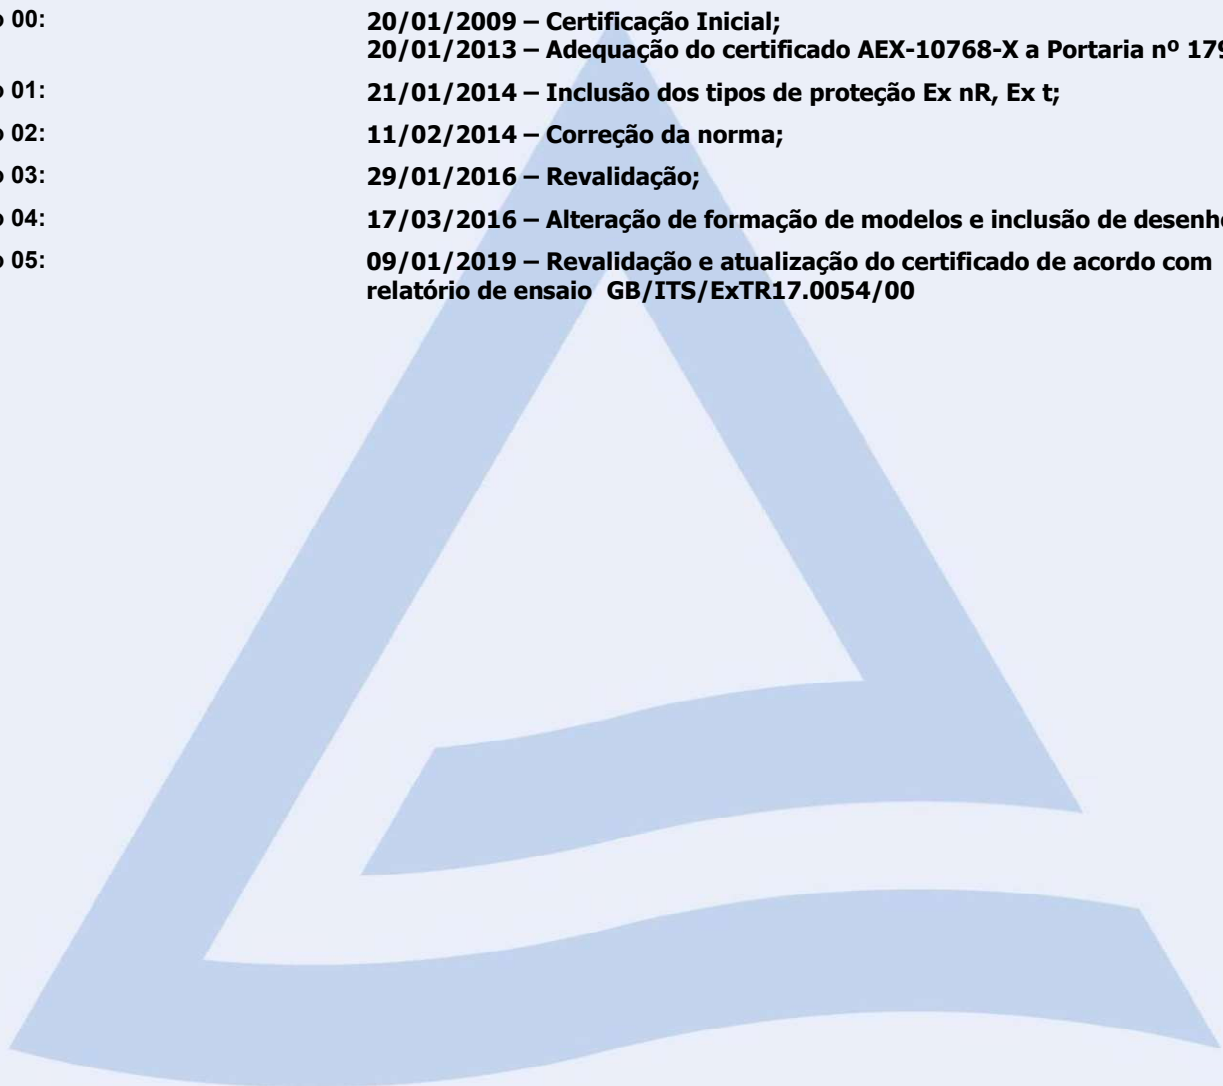 o 00: 20/01/2009 – Certificação Inicial;
20/01/2013 – Adequação do certificado AEX-10768-X a Portaria nº 179
o 01: 21/01/2014 – Inclusão dos tipos de proteção Ex nR, Ex t;
o 02: 11/02/2014 – Correção da norma;
o 03: 29/01/2016 – Revalidação;
o 04: 17/03/2016 – Alteração de formação de modelos e inclusão de desenho
o 05: 09/01/2019 – Revalidação e atualização do certificado de acordo com
relatório de ensaio GB/ITS/ExTR17.0054/00